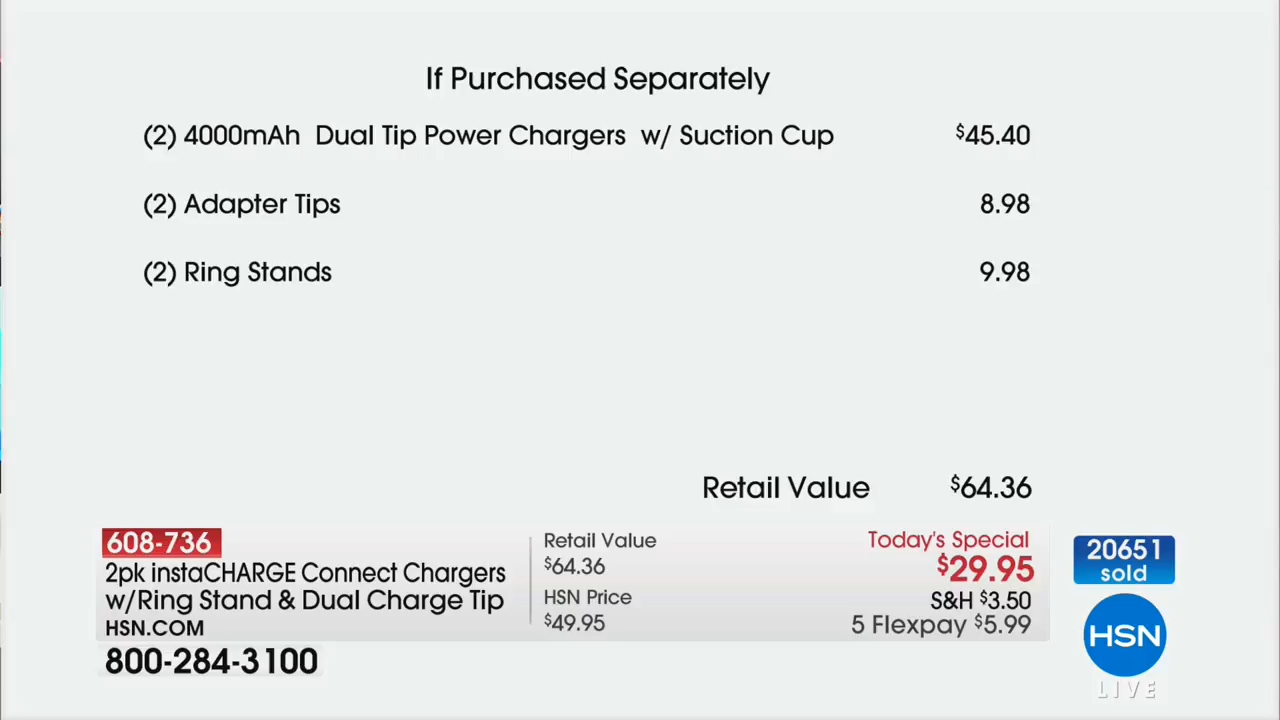 If Purchased Separately
(2) 4000mAh Dual Tip Power Chargers w/ Suction Cup $45.40
(2) Adapter Tips 8.98
(2) Ring Stands 9.98
Retail Value $64.36
608-736
2pk instaCHARGE Connect Chargers
w/Ring Stand & Dual Charge Tip
HSN.COM
800-284-3100
Retail Value
$64.36
HSN Price
$49.95
Today's Special
$29.95
S&H $3.50
5 Flexpay $5.99
20651
sold
HSN
LIVE